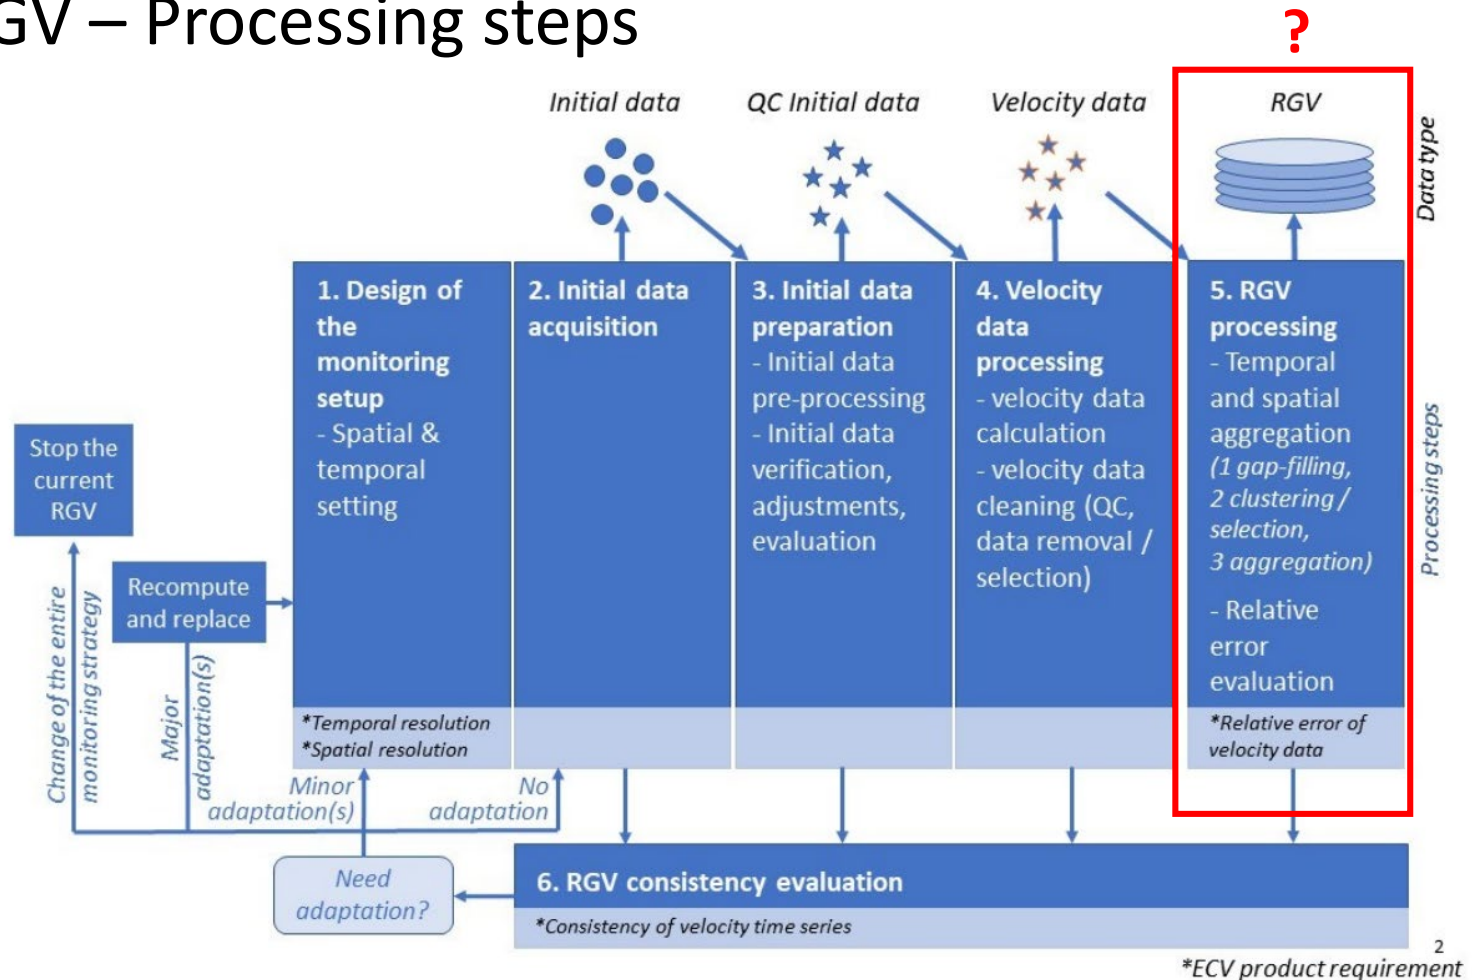 GV – Processing steps
?
Initial data
QC Initial data
Velocity data
RGV
Data type
1. Design of
the
monitoring
setup
- Spatial &
temporal
setting
*Temporal resolution
*Spatial resolution
2. Initial data
acquisition
3. Initial data
preparation
- Initial data
pre-processing
- Initial data
verification,
adjustments,
evaluation
4. Velocity
data
processing
- velocity data
calculation
- velocity data
cleaning (QC,
data removal /
selection)
5. RGV
processing
- Temporal
and spatial
aggregation
(1 gap-filling,
2 clustering /
selection,
3 aggregation)
- Relative
error
evaluation
*Relative error of
velocity data
Processing steps
Stop the
current
RGV
Recompute
and replace
Change of the entire
monitoring strategy
Major
adaptation(s)
Minor
adaptation(s)
No
adaptation
Need
adaptation?
6. RGV consistency evaluation
*Consistency of velocity time series
2
*ECV product requirement